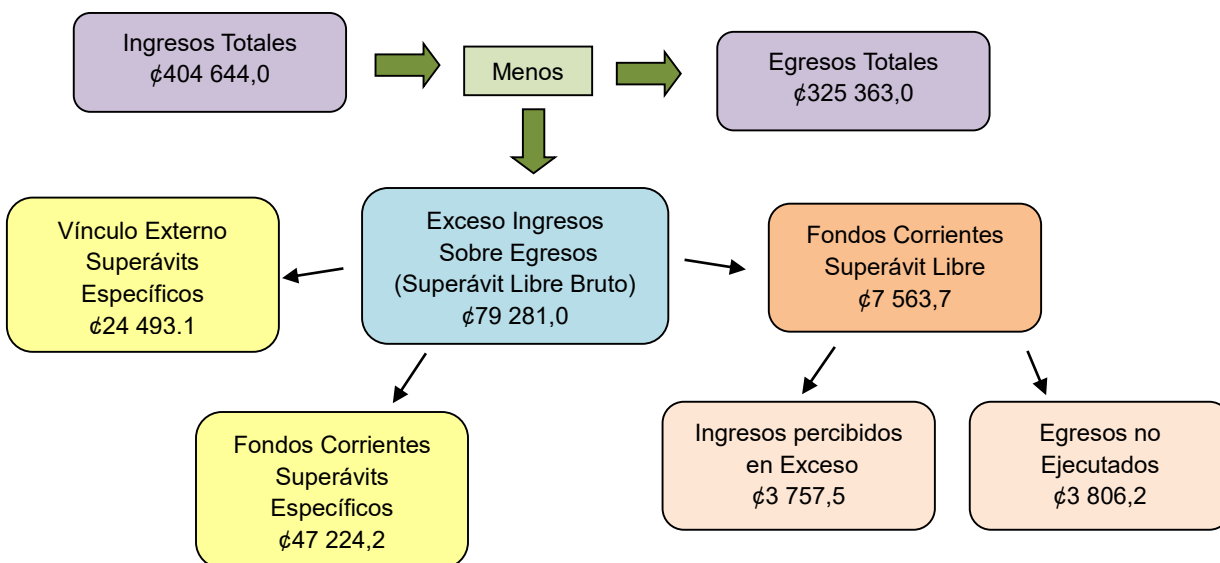 Ingresos Totales
₡404 644,0
Menos
Egresos Totales
₡325 363,0
Vínculo Externo
Superávits
Específicos
₡24 493.1
Exceso Ingresos
Sobre Egresos
(Superávit Libre Bruto)
₡79 281,0
Fondos Corrientes
Superávit Libre
₡7 563,7
Fondos Corrientes
Superávits
Específicos
₡47 224,2
Ingresos percibidos
en Exceso
₡3 757,5
Egresos no
Ejecutados
₡3 806,2